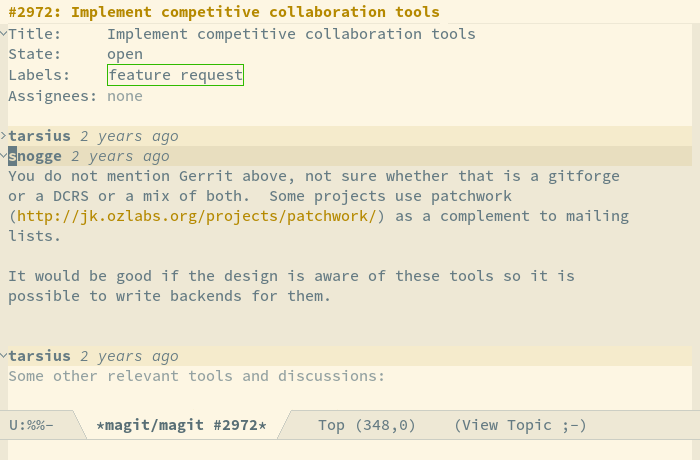 #2972: Implement competitive collaboration tools
Title:     Implement competitive collaboration tools
State:     open
Labels:    feature request
Assignees: none
tarsius 2 years ago
snogge 2 years ago
You do not mention Gerrit above, not sure whether that is a gitforge
or a DCRS or a mix of both.  Some projects use patchwork
(http://jk.ozlabs.org/projects/patchwork/) as a complement to mailing
lists.
It would be good if the design is aware of these tools so it is
possible to write backends for them.
tarsius 2 years ago
Some other relevant tools and discussions:
U:%%-  *magit/magit #2972*  Top (348,0)  (View Topic ;-)